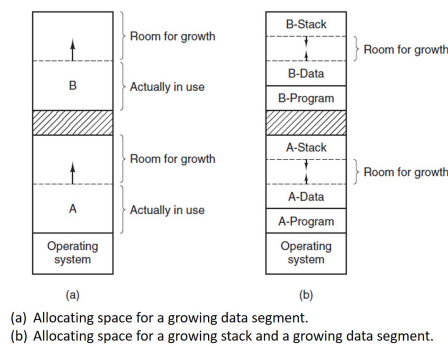 Room for growth
B
Actually in use
Room for growth
A
Actually in use
Operating
system
(a)
B-Stack
Room for growth
B-Data
B-Program
A-Stack
Room for growth
A-Data
A-Program
Operating
system
(b)
(a) Allocating space for a growing data segment.
(b) Allocating space for a growing stack and a growing data segment.